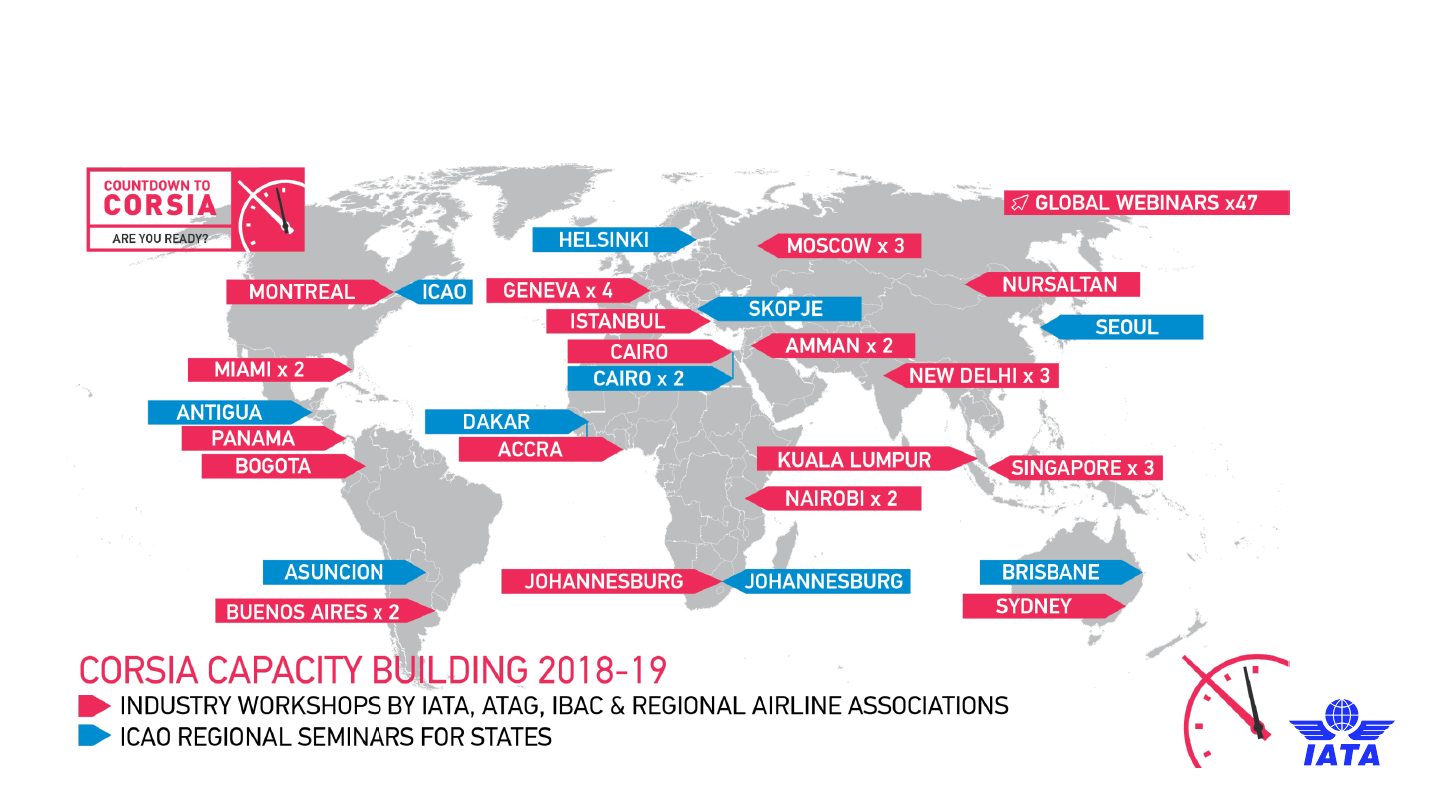 COUNTDOWN TO
CORSIA
ARE YOU READY?
GLOBAL WEBINARS x47
HELSINKI
MOSCOW x 3
MONTREAL
ICAO
GENEVA x 4
NURSALTAN
ISTANBUL
SKOPJE
SEOUL
CAIRO
AMMAN x 2
MIAMI x 2
CAIRO x 2
NEW DELHI x 3
ANTIGUA
DAKAR
PANAMA
ACCRA
BOGOTA
KUALA LUMPUR
SINGAPORE x 3
NAIROBI x 2
ASUNCION
JOHANNESBURG
JOHANNESBURG
BRISBANE
BUENOS AIRES x 2
SYDNEY
CORSIA CAPACITY BUILDING 2018-19
INDUSTRY WORKSHOPS BY IATA, ATAG, IBAC & REGIONAL AIRLINE ASSOCIATIONS
ICAO REGIONAL SEMINARS FOR STATES
IATA